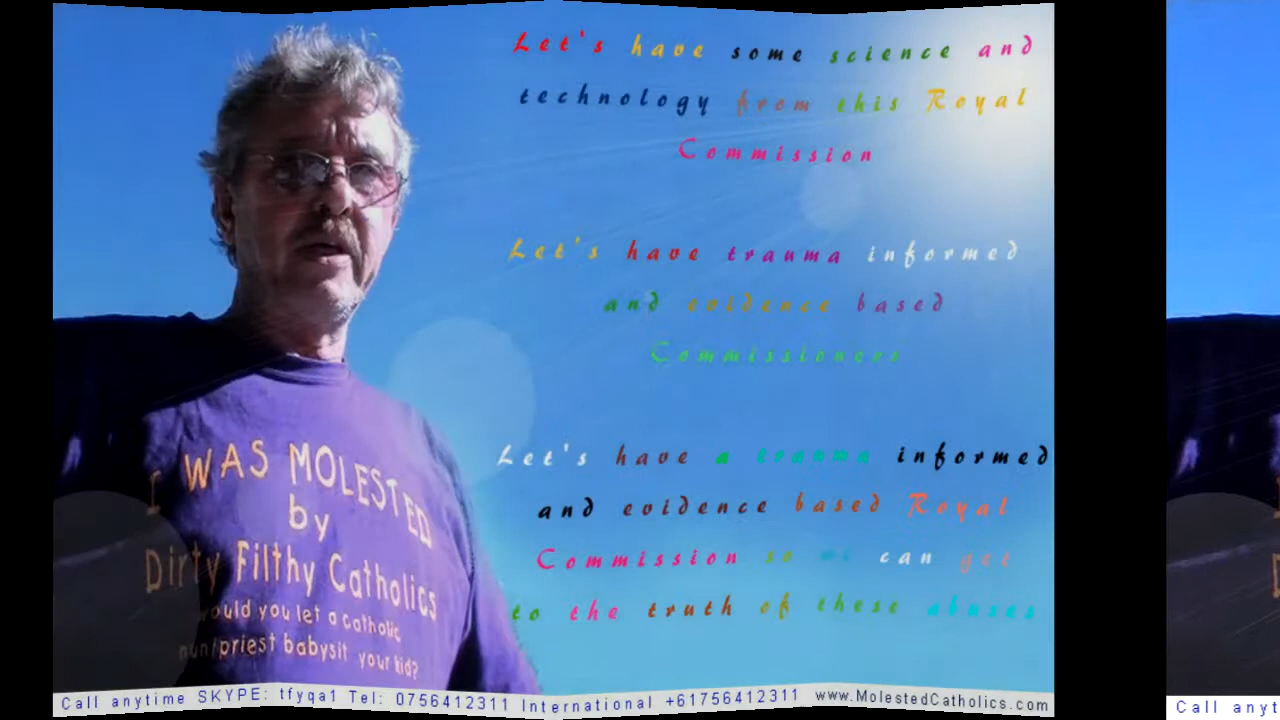 Let's have some science and
technology from this Royal
Commission
Let's have trauma informed
and evidence based
Commissioners
Let's have a trauma informed
and evidence based Royal
Commission so we can get
to the truth of these abuses
I WAS MOLESTED
by
Dirty Filthy Catholics
would you let a catholic
nun/priest babysit your kid?
Call anytime SKYPE: tfyqa1 Tel: 0756412311 International +61756412311 www.MolestedCatholics.com
Call anyt